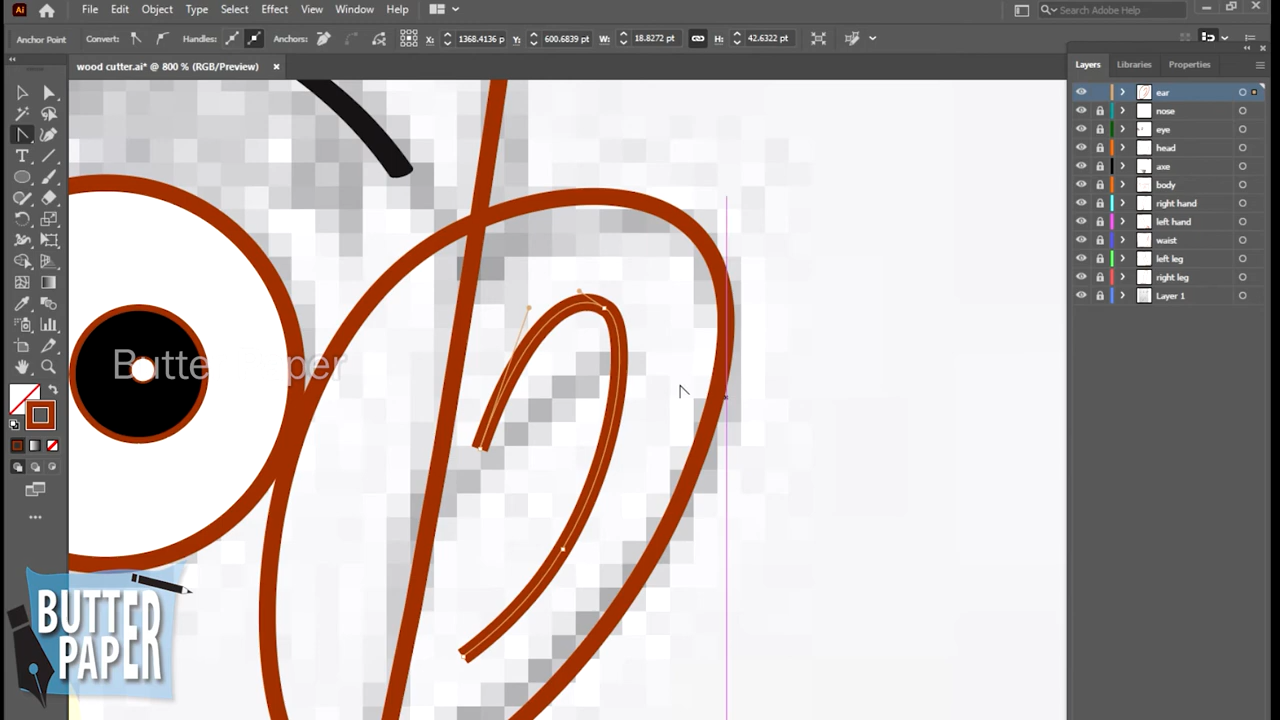 Ai File Edit Object Type Select Effect View Window Help Search Adobe Help
Anchor Point Convert: Handles: Anchors: X: 1368.4136 p Y: 600.6839 p W: 18.8272 pt H: 42.6322 pt
wood cutter.ai* @ 800 % (RGB/Preview) ×
Layers Libraries Properties
ear
nose
eye
head
axe
body
right hand
left hand
waist
left leg
right leg
Layer 1
BUTTER
PAPER